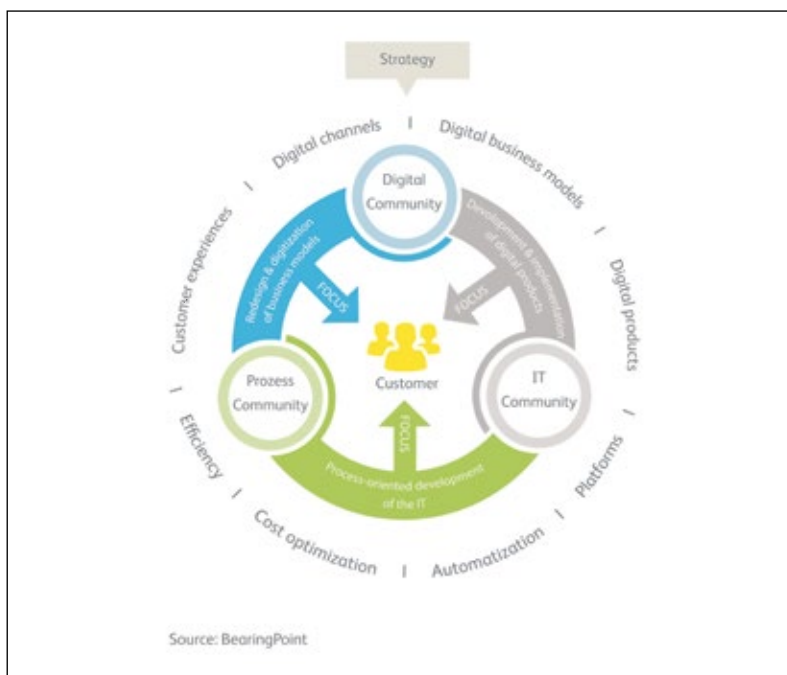 Strategy
Digital channels
I
Digital business models
I
Digital products
I
Platforms
I
Automatization
I
Cost optimization
I
Efficiency
I
Customer experiences
I
Digital
Community
Redesign & digitization
of business models
FOCUS
Development & implementation
of digital products
FOCUS
Customer
Prozess
Community
IT
Community
FOCUS
Process-oriented development
of the IT
Source: BearingPoint